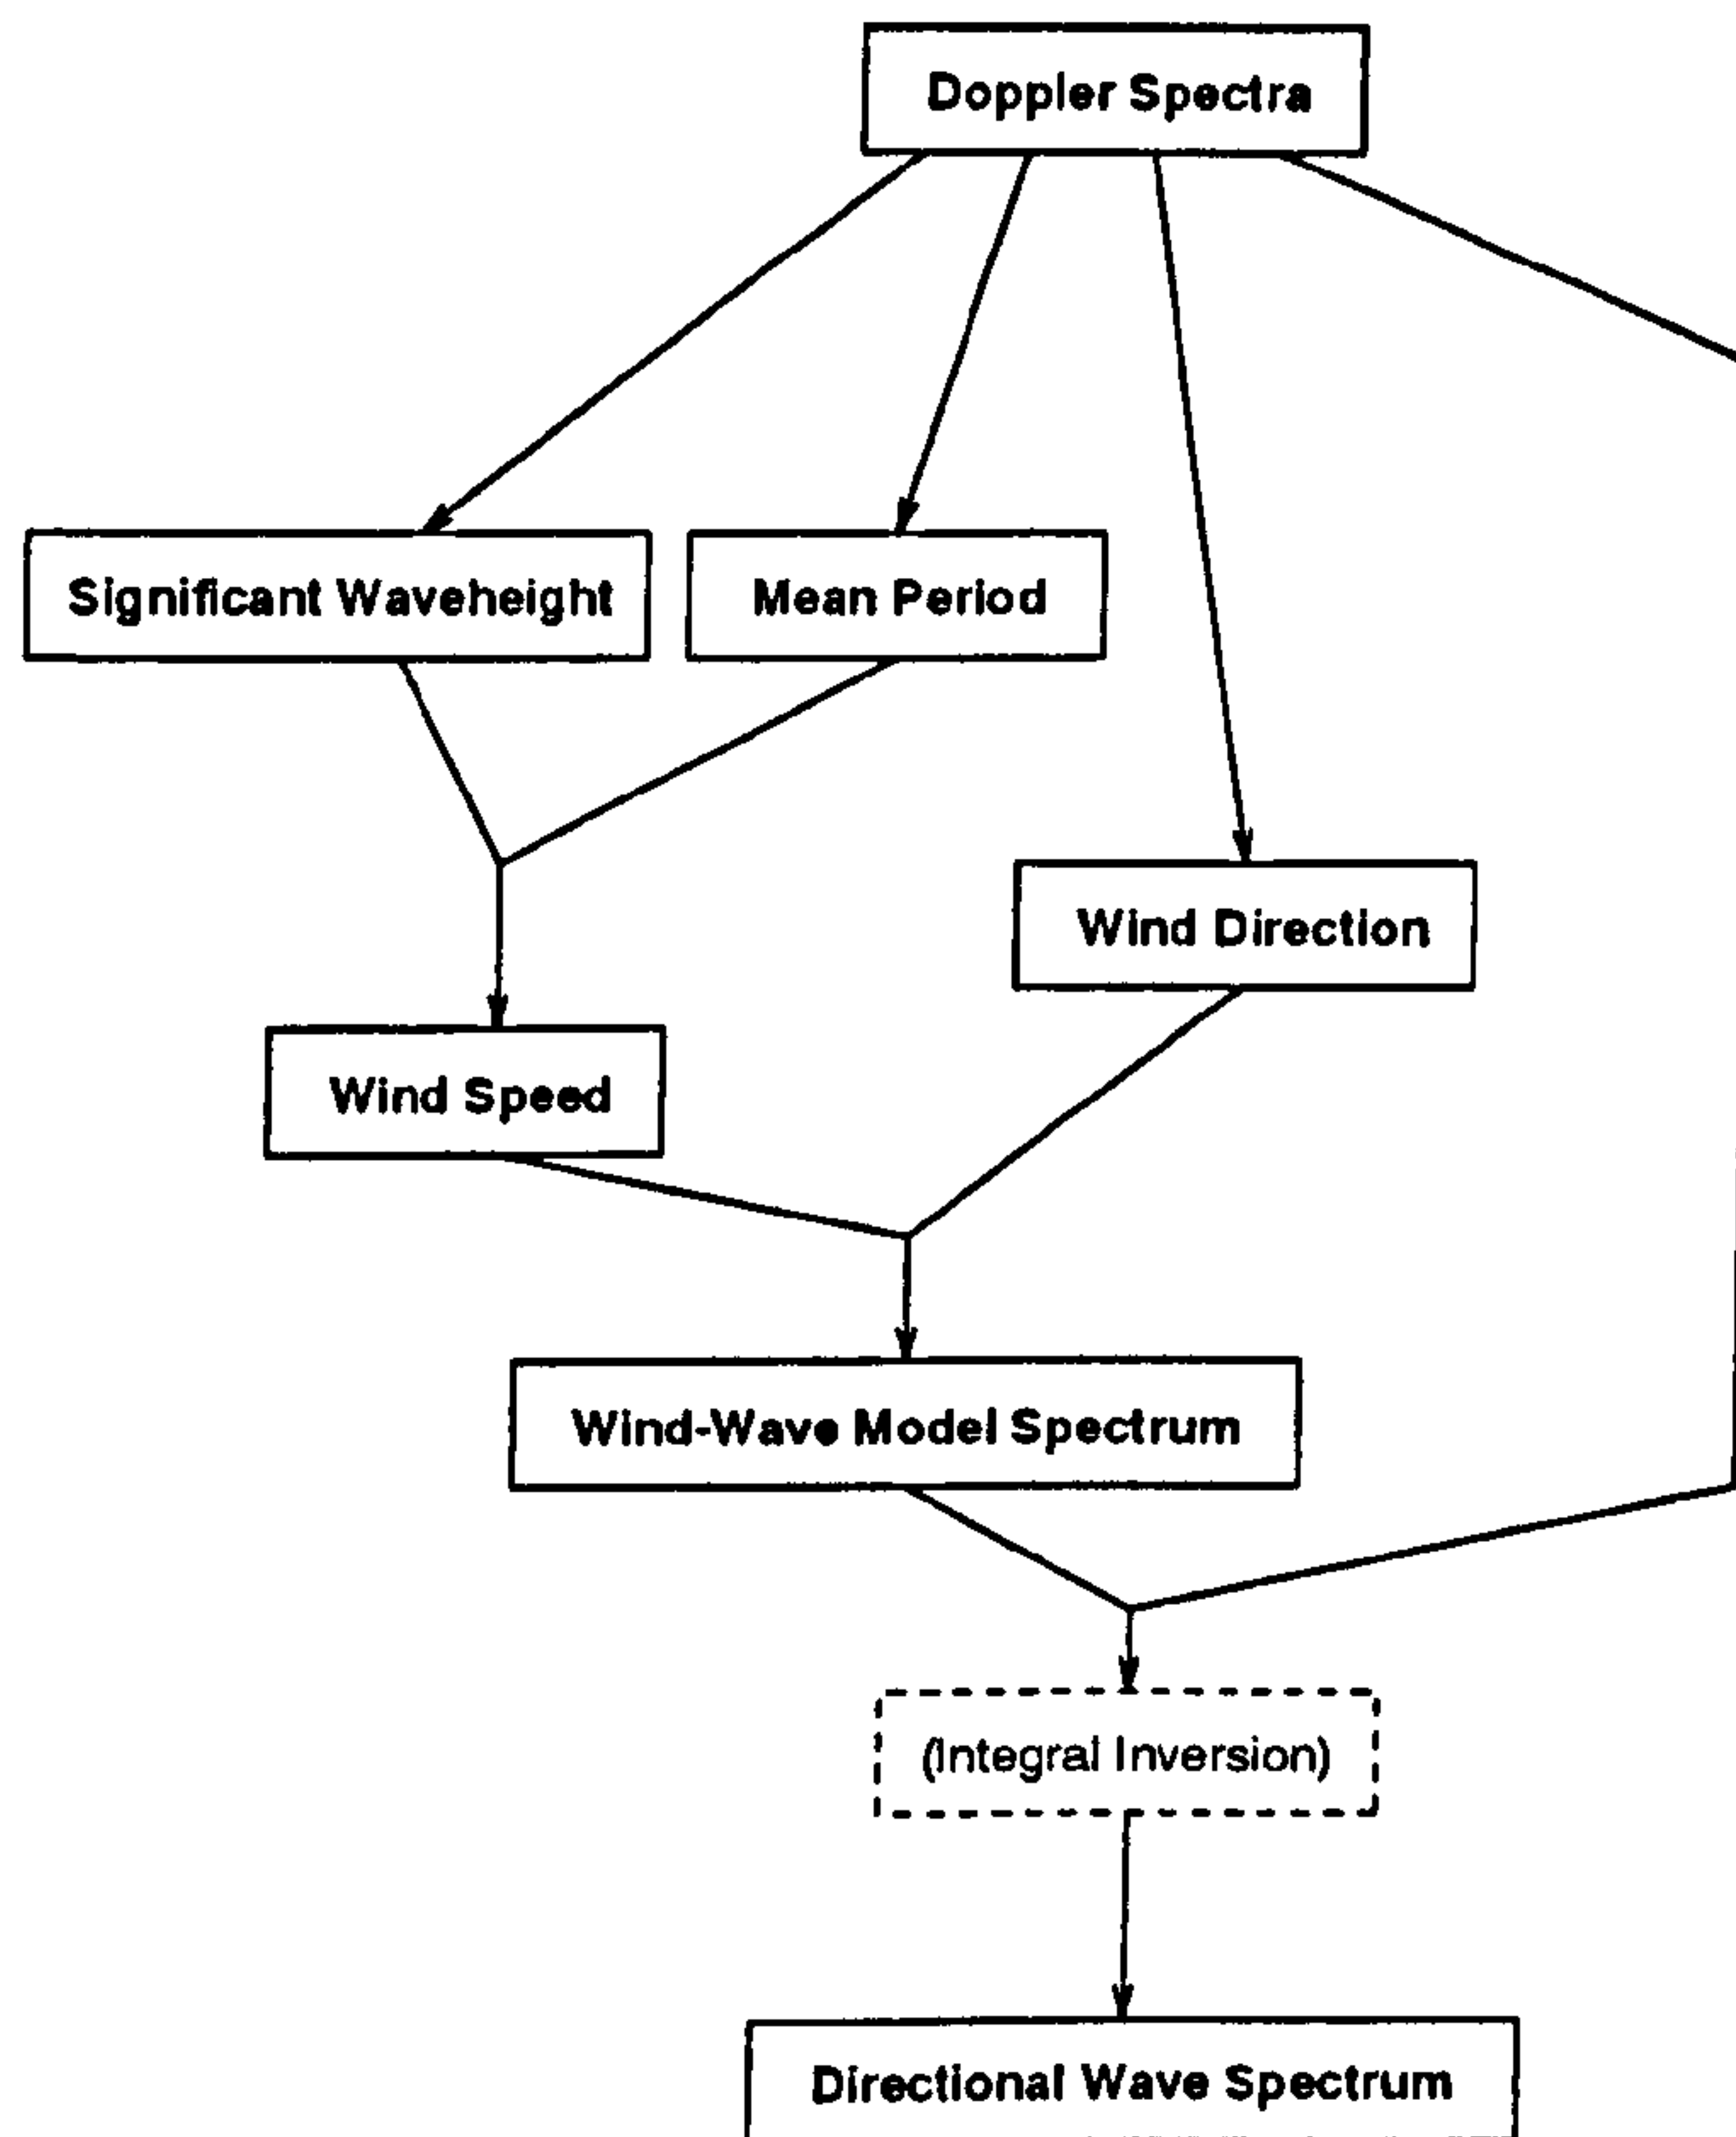 Doppler Spectra
Significant Waveheight
Mean Period
Wind Direction
Wind Speed
Wind-Wave Model Spectrum
(Integral Inversion)
Directional Wave Spectrum